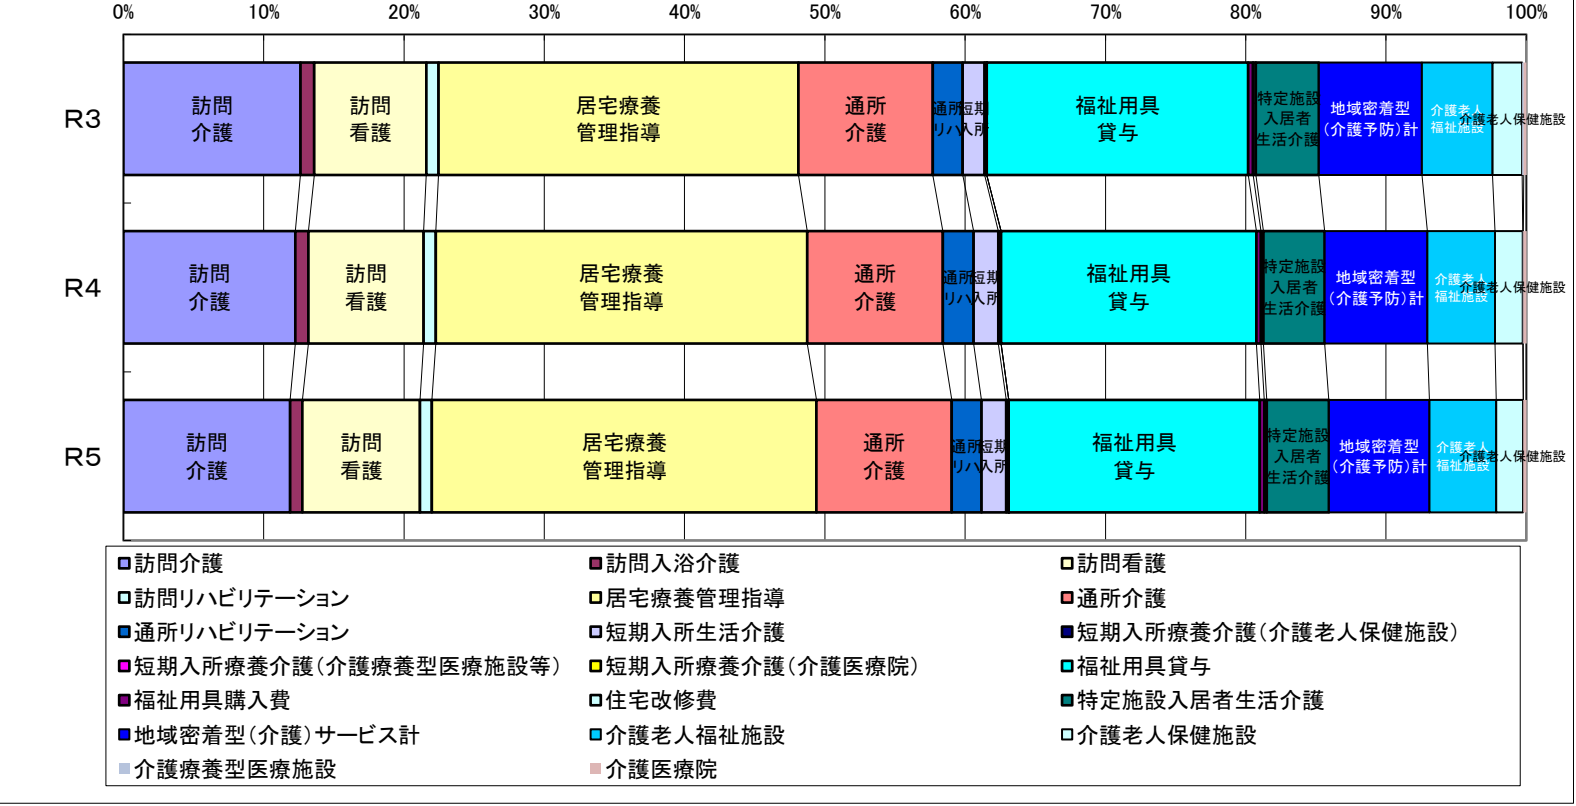 0% 10% 20% 30% 40% 50% 60% 70% 80% 90% 100%
R3
訪問
介護
訪問
看護
居宅療養
管理指導
通所
介護
通所
リハ
短期
入所
福祉用具
貸与
特定施設
入居者
生活介護
地域密着型
（介護予防）計
介護老人
福祉施設
介護老人保健施設
R4
訪問
介護
訪問
看護
居宅療養
管理指導
通所
介護
通所
リハ
短期
入所
福祉用具
貸与
特定施設
入居者
生活介護
地域密着型
（介護予防）計
介護老人
福祉施設
介護老人保健施設
R5
訪問
介護
訪問
看護
居宅療養
管理指導
通所
介護
通所
リハ
短期
入所
福祉用具
貸与
特定施設
入居者
生活介護
地域密着型
（介護予防）計
介護老人
福祉施設
介護老人保健施設
訪問介護 訪問入浴介護 訪問看護
訪問リハビリテーション 居宅療養管理指導 通所介護
通所リハビリテーション 短期入所生活介護 短期入所療養介護（介護老人保健施設）
短期入所療養介護（介護療養型医療施設等） 短期入所療養介護（介護医療院） 福祉用具貸与
福祉用具購入費 住宅改修費 特定施設入居者生活介護
地域密着型（介護）サービス計 介護老人福祉施設 介護老人保健施設
介護療養型医療施設 介護医療院